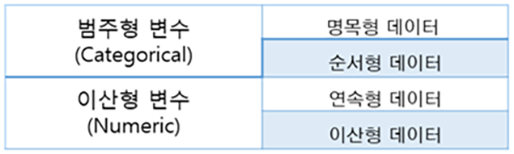 범주형 변수
(Categorical)
명목형 데이터
순서형 데이터
이산형 변수
(Numeric)
연속형 데이터
이산형 데이터